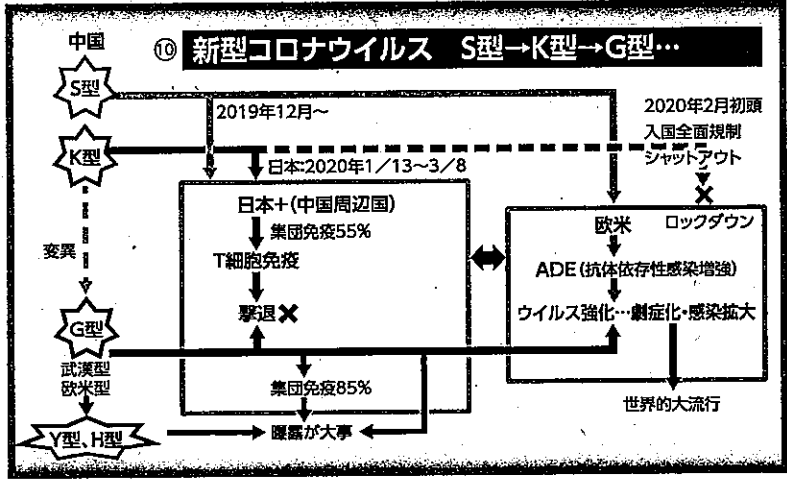 中国
⑩ 新型コロナウイルス S型→K型→G型…
S型
2019年12月～
2020年2月初頭
入国全面規制
シャットアウト
K型
日本:2020年1／13～3／8
日本+(中国周辺国)
集団免疫55%
T細胞免疫
撃退×
欧米
ロックダウン
ADE(抗体依存性感染増強)
ウイルス強化…劇症化・感染拡大
変異
G型
武漢型
欧米型
集団免疫85%
世界的大流行
Y型、H型
曝露が大事